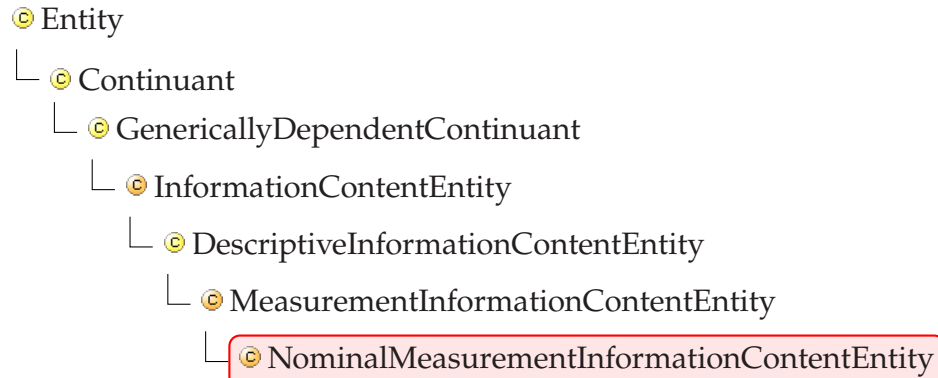 Entity
Continuant
GenericallyDependentContinuant
InformationContentEntity
DescriptiveInformationContentEntity
MeasurementInformationContentEntity
NominalMeasurementInformationContentEntity